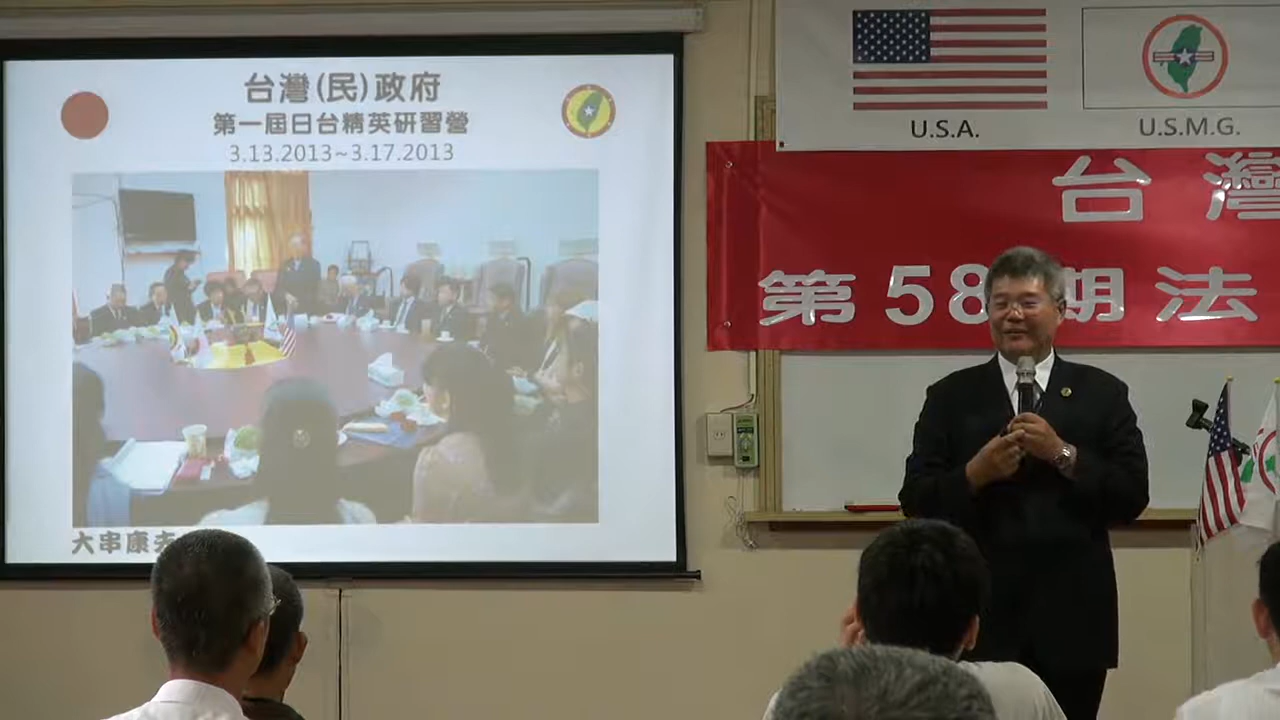 台灣(民)政府
第一屆日台精英研習營
3.13.2013~3.17.2013
大串康夫
U.S.A.
U.S.M.G.
台灣
第58期法